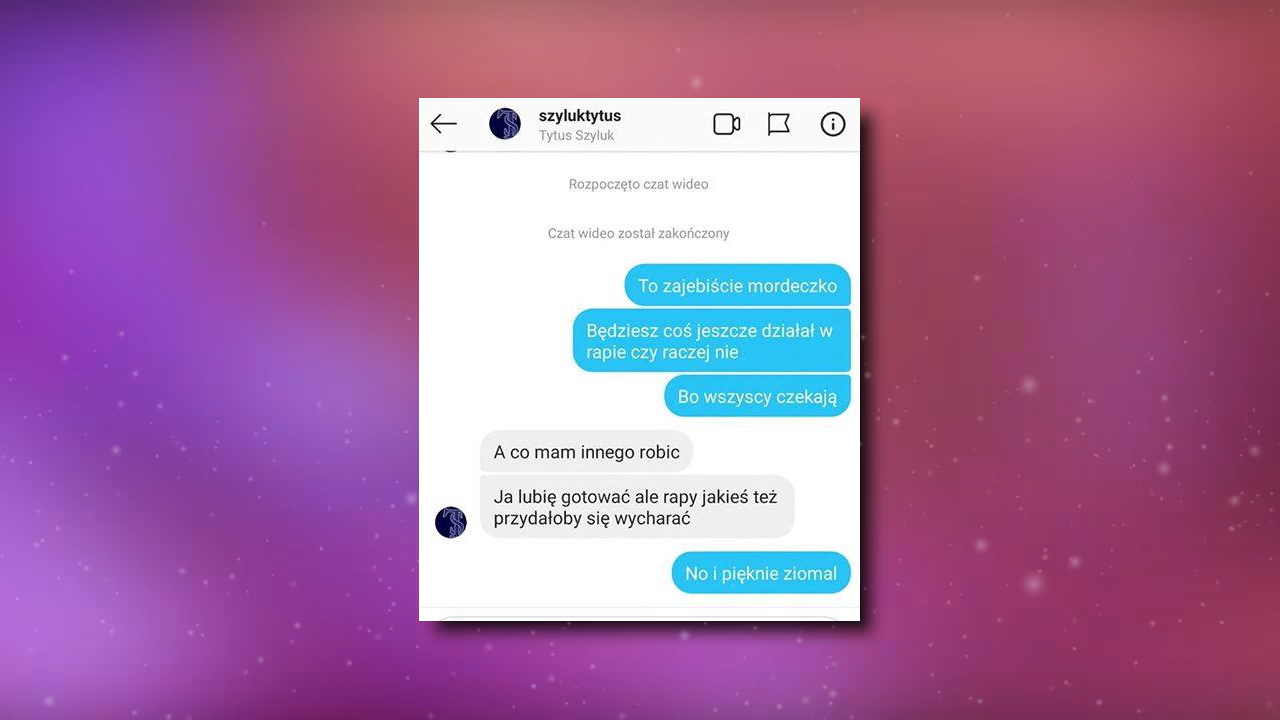 szyluktytus
Tytus Szyluk
Rozpoczęto czat wideo
Czat wideo został zakończony
To zajebiście mordeczko
Będziesz coś jeszcze działał w
rapie czy raczej nie
Bo wszyscy czekają
A co mam innego robic
Ja lubię gotować ale rapy jakieś też
przydałoby się wycharać
No i pięknie ziomal